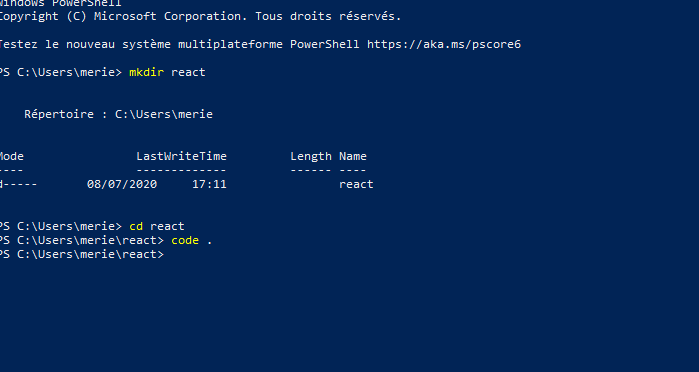 Windows PowerShell
Copyright (C) Microsoft Corporation. Tous droits réservés.
Testez le nouveau système multiplateforme PowerShell https://aka.ms/pscore6
PS C:\Users\merie> mkdir react
Répertoire : C:\Users\merie
Mode LastWriteTime Length Name
---- ------------- ------ ----
d----- 08/07/2020 17:11 react
PS C:\Users\merie> cd react
PS C:\Users\merie\react> code .
PS C:\Users\merie\react>